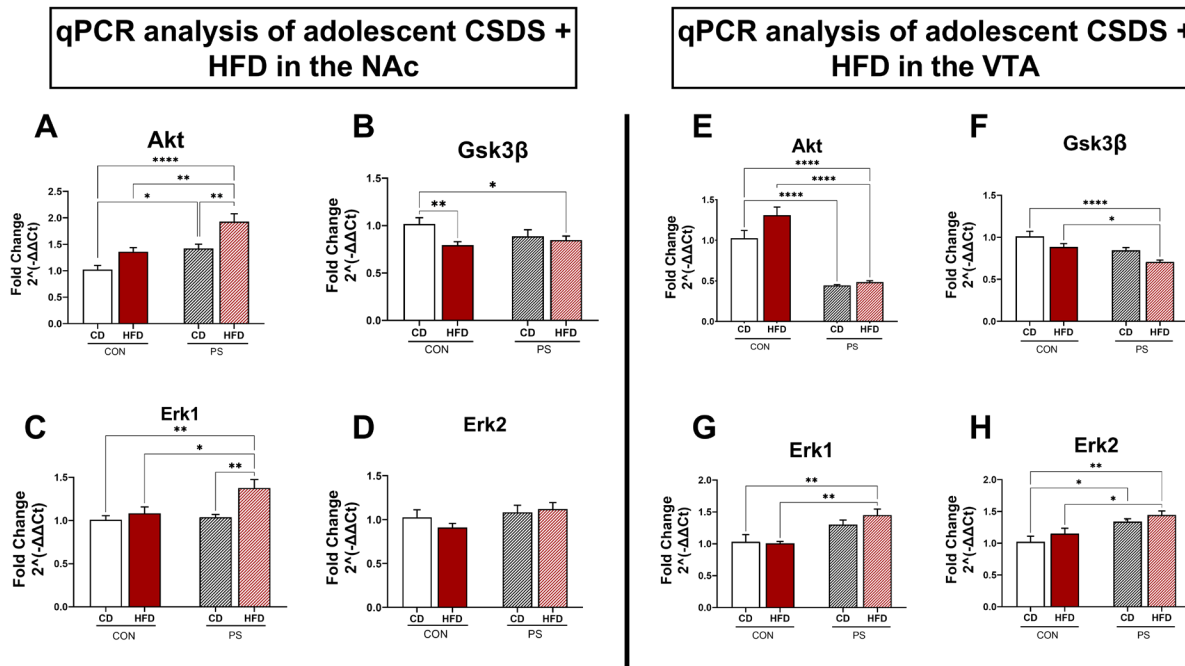 qPCR analysis of adolescent CSDS +
HFD in the NAc
A
Akt
****
**
*
**
Fold Change
2^(-ΔΔCt)
2.5
2.0
1.5
1.0
0.5
0.0
CD
HFD
CD
HFD
CON
PS
B
Gsk3β
*
**
Fold Change
2^(-ΔΔCt)
1.5
1.0
0.5
0.0
CD
HFD
CD
HFD
CON
PS
C
Erk1
**
*
**
Fold Change
2^(-ΔΔCt)
1.5
1.0
0.5
0.0
CD
HFD
CD
HFD
CON
PS
D
Erk2
Fold Change
2^(-ΔΔCt)
1.5
1.0
0.5
0.0
CD
HFD
CD
HFD
CON
PS
qPCR analysis of adolescent CSDS +
HFD in the VTA
E
Akt
****
****
****
Fold Change
2^(-ΔΔCt)
1.5
1.0
0.5
0.0
CD
HFD
CD
HFD
CON
PS
F
Gsk3β
****
*
Fold Change
2^(-ΔΔCt)
1.5
1.0
0.5
0.0
CD
HFD
CD
HFD
CON
PS
G
Erk1
**
**
Fold Change
2^(-ΔΔCt)
2.0
1.5
1.0
0.5
0.0
CD
HFD
CD
HFD
CON
PS
H
Erk2
**
*
*
Fold Change
2^(-ΔΔCt)
2.0
1.5
1.0
0.5
0.0
CD
HFD
CD
HFD
CON
PS